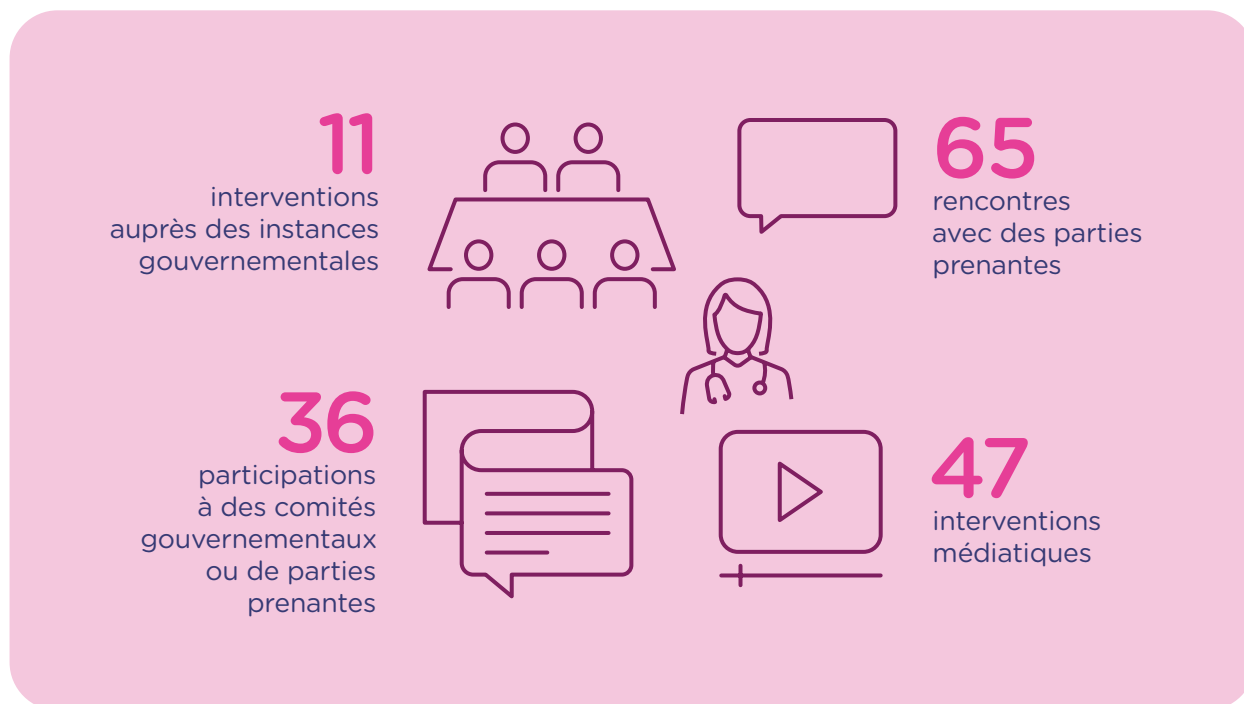 11
interventions
auprès des instances
gouvernementales
65
rencontres
avec des parties
prenantes
36
participations
à des comités
gouvernementaux
ou de parties
prenantes
47
interventions
médiatiques